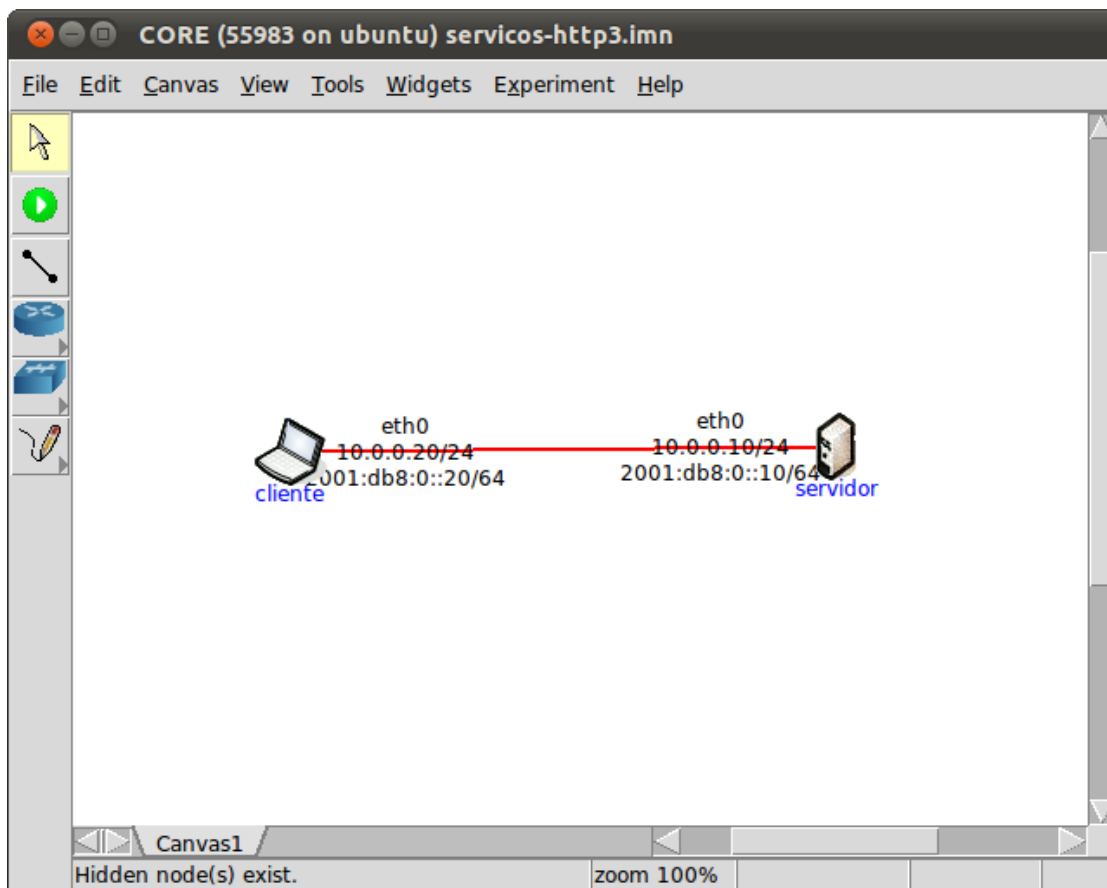 CORE (55983 on ubuntu) servicos-http3.imn
File Edit Canvas View Tools Widgets Experiment Help
eth0
10.0.0.20/24
2001:db8:0::20/64
cliente
eth0
10.0.0.10/24
2001:db8:0::10/64
servidor
Canvas1
Hidden node(s) exist.
zoom 100%